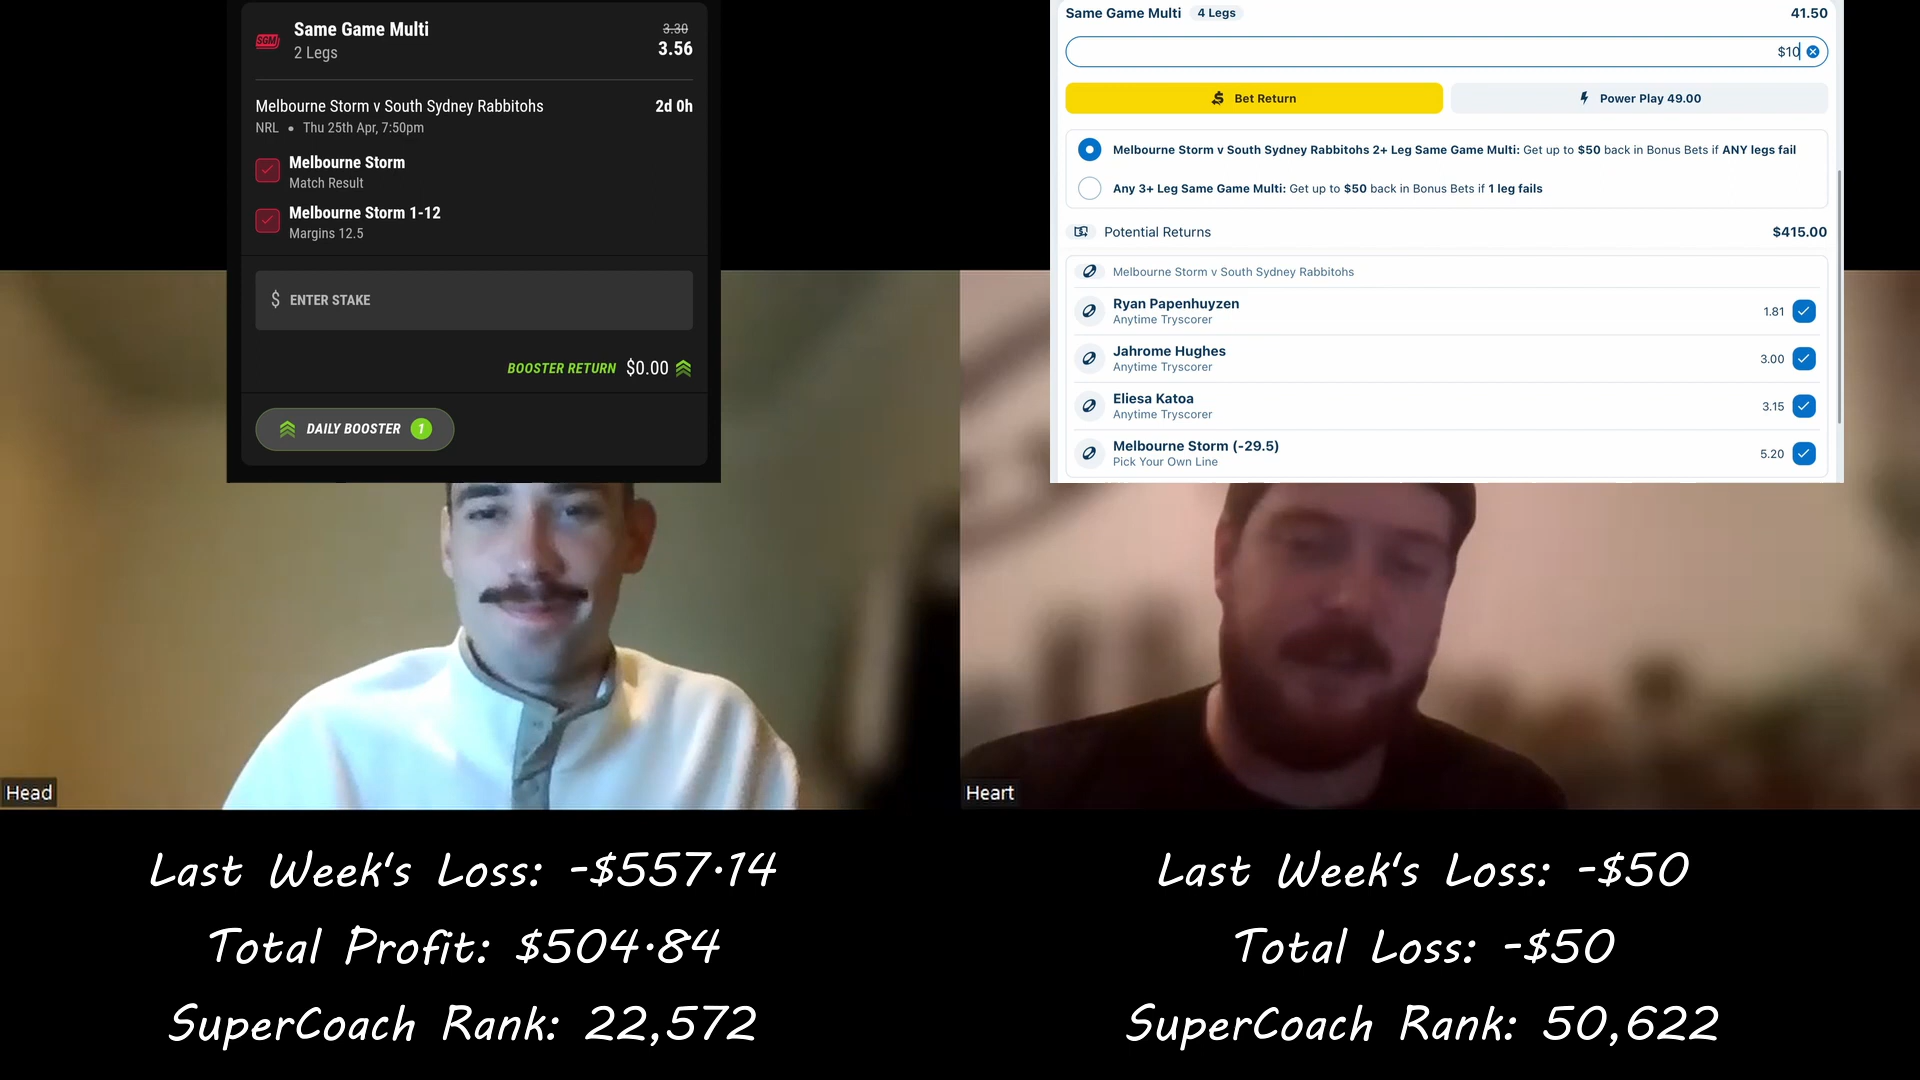 Same Game Multi
3.30
SGM
2 Legs
3.56
Melbourne Storm v South Sydney Rabbitohs
2d 0h
NRL • Thu 25th Apr, 7:50pm
Melbourne Storm
Match Result
Melbourne Storm 1-12
Margins 12.5
$ ENTER STAKE
BOOSTER RETURN $0.00
DAILY BOOSTER 1
Head
Last Week's Loss: -$557.14
Total Profit: $504.84
SuperCoach Rank: 22,572
Same Game Multi 4 Legs 41.50
$10
Bet Return
Power Play 49.00
Melbourne Storm v South Sydney Rabbitohs 2+ Leg Same Game Multi: Get up to $50 back in Bonus Bets if ANY legs fail
Any 3+ Leg Same Game Multi: Get up to $50 back in Bonus Bets if 1 leg fails
Potential Returns $415.00
Melbourne Storm v South Sydney Rabbitohs
Ryan Papenhuyzen
Anytime Tryscorer
1.81
Jahrome Hughes
Anytime Tryscorer
3.00
Eliesa Katoa
Anytime Tryscorer
3.15
Melbourne Storm (-29.5)
Pick Your Own Line
5.20
Heart
Last Week's Loss: -$50
Total Loss: -$50
SuperCoach Rank: 50,622